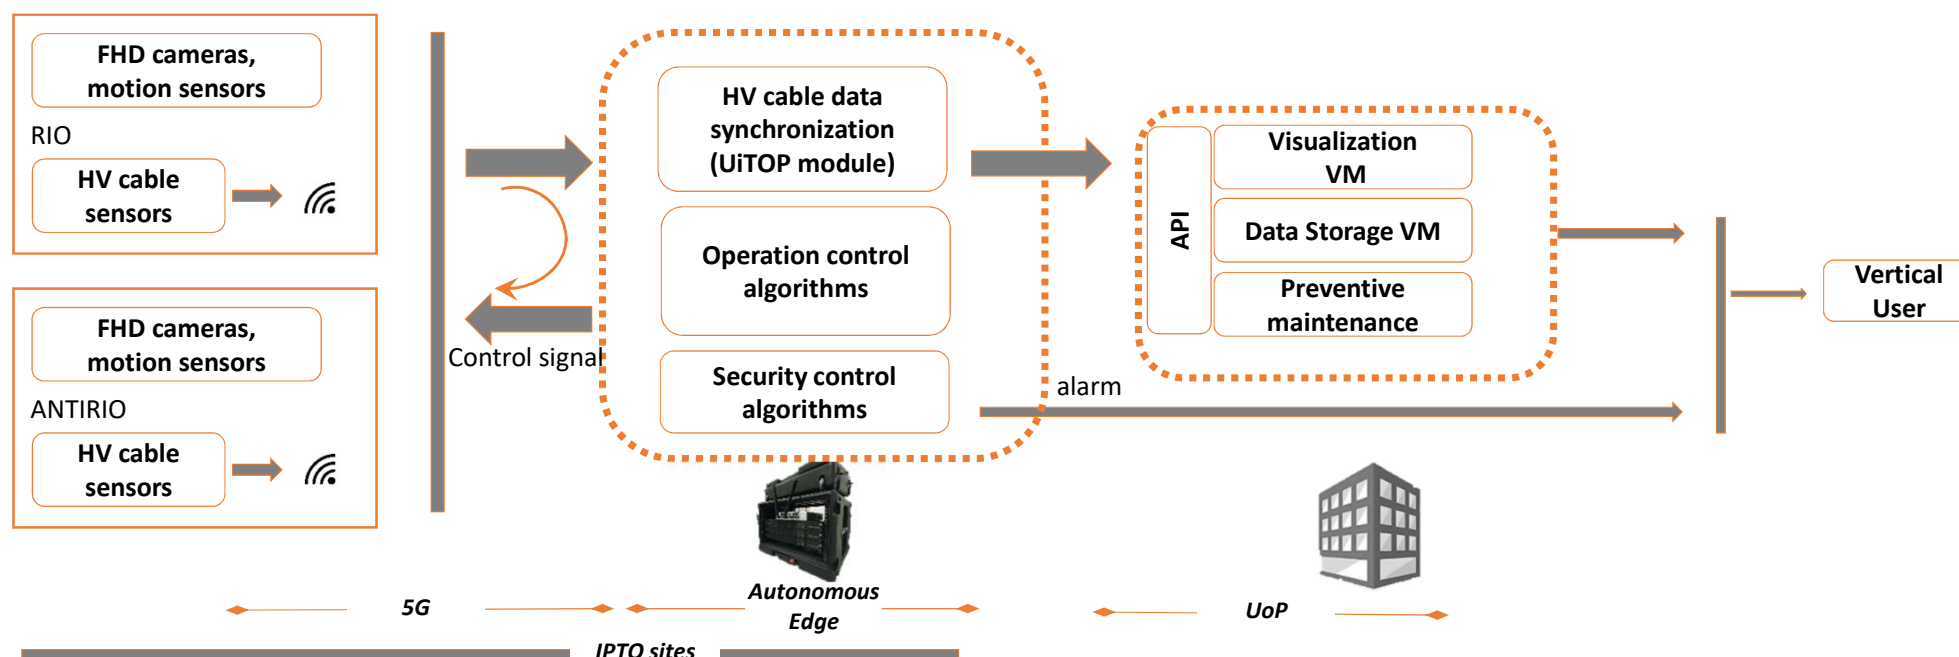 FHD cameras,
motion sensors
RIO
HV cable
sensors
FHD cameras,
motion sensors
ANTIRIO
HV cable
sensors
Control signal
HV cable data
synchronization
(UiTOP module)
Operation control
algorithms
Security control
algorithms
alarm
API
Visualization
VM
Data Storage VM
Preventive
maintenance
Vertical
User
5G
Autonomous
Edge
UoP
IPTO sites